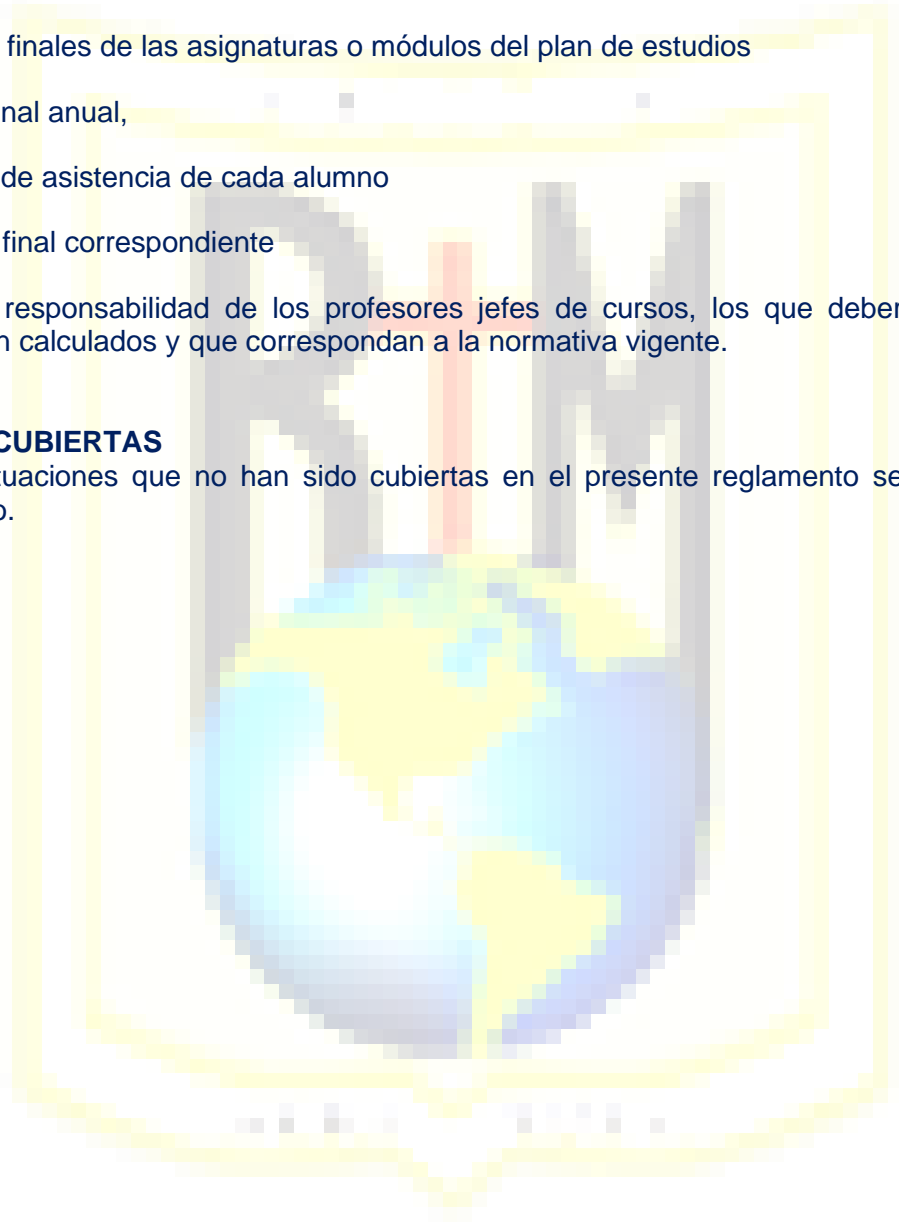 finales de las asignaturas o módulos del plan de estudios
nal anual,
de asistencia de cada alumno
final correspondiente
responsabilidad de los profesores jefes de cursos, los que deber
n calculados y que correspondan a la normativa vigente.
CUBIERTAS
tuaciones que no han sido cubiertas en el presente reglamento se
o.
R M